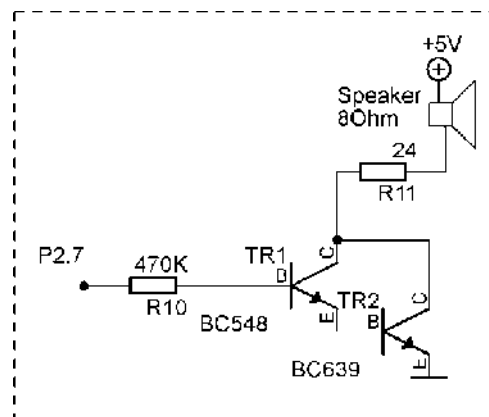 +5V
Speaker
8Ohm
24
R11
P2.7
470K
R10
TR1
B
C
E
BC548
TR2
B
C
E
BC639